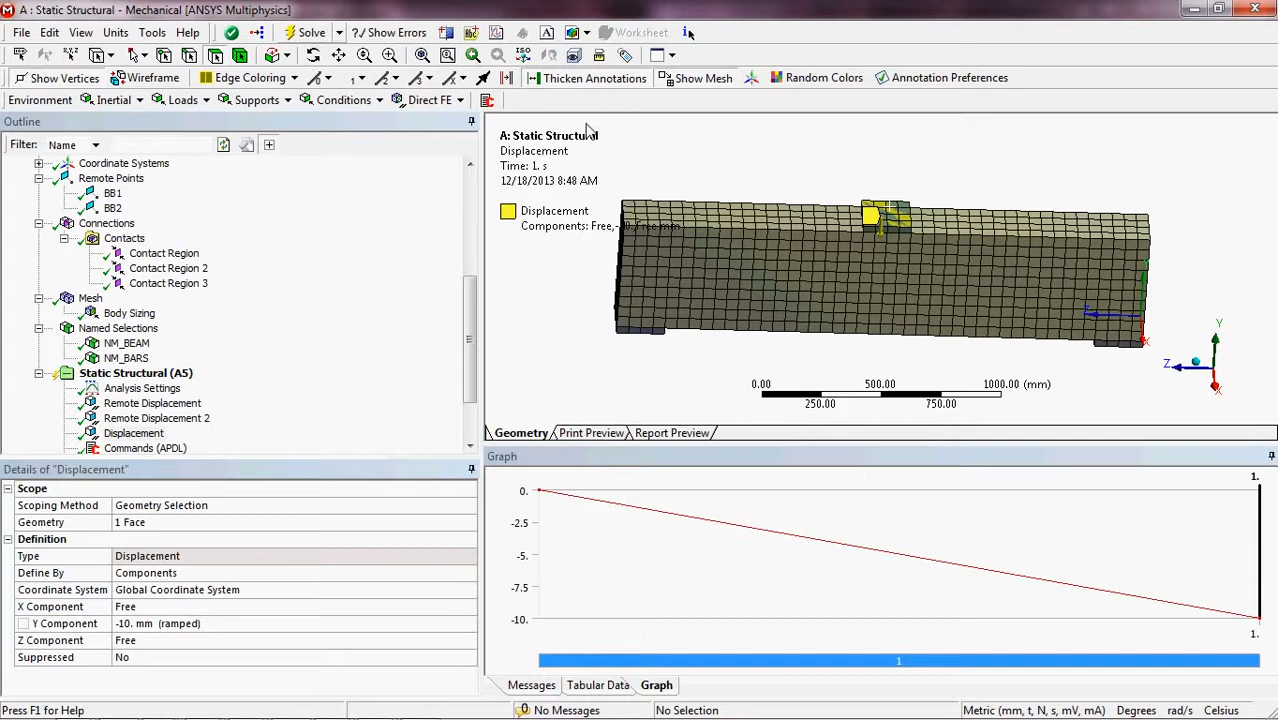 A : Static Structural - Mechanical [ANSYS Multiphysics]
File Edit View Units Tools Help Solve Show Errors Worksheet
Show Vertices Wireframe Edge Coloring Thicken Annotations Show Mesh Random Colors Annotation Preferences
Environment Inertial Loads Supports Conditions Direct FE
Outline
Filter: Name
Coordinate Systems
Remote Points
BB1
BB2
Connections
Contacts
Contact Region
Contact Region 2
Contact Region 3
Mesh
Body Sizing
Named Selections
NM_BEAM
NM_BARS
Static Structural (A5)
Analysis Settings
Remote Displacement
Remote Displacement 2
Displacement
Commands (APDL)
Details of "Displacement"
Scope
Scoping Method Geometry Selection
Geometry 1 Face
Definition
Type Displacement
Define By Components
Coordinate System Global Coordinate System
X Component Free
Y Component -10. mm (ramped)
Z Component Free
Suppressed No
A: Static Structural
Displacement
Time: 1. s
12/18/2013 8:48 AM
Displacement
Components: Free,-10.,Free mm
Z
X
Y
Z
X
0.00 500.00 1000.00 (mm)
250.00 750.00
Geometry Print Preview Report Preview
Graph
1.
0.
-2.5
-5.
-7.5
-10.
1.
1
Messages Tabular Data Graph
Press F1 for Help 0 No Messages No Selection Metric (mm, t, N, s, mV, mA) Degrees rad/s Celsius